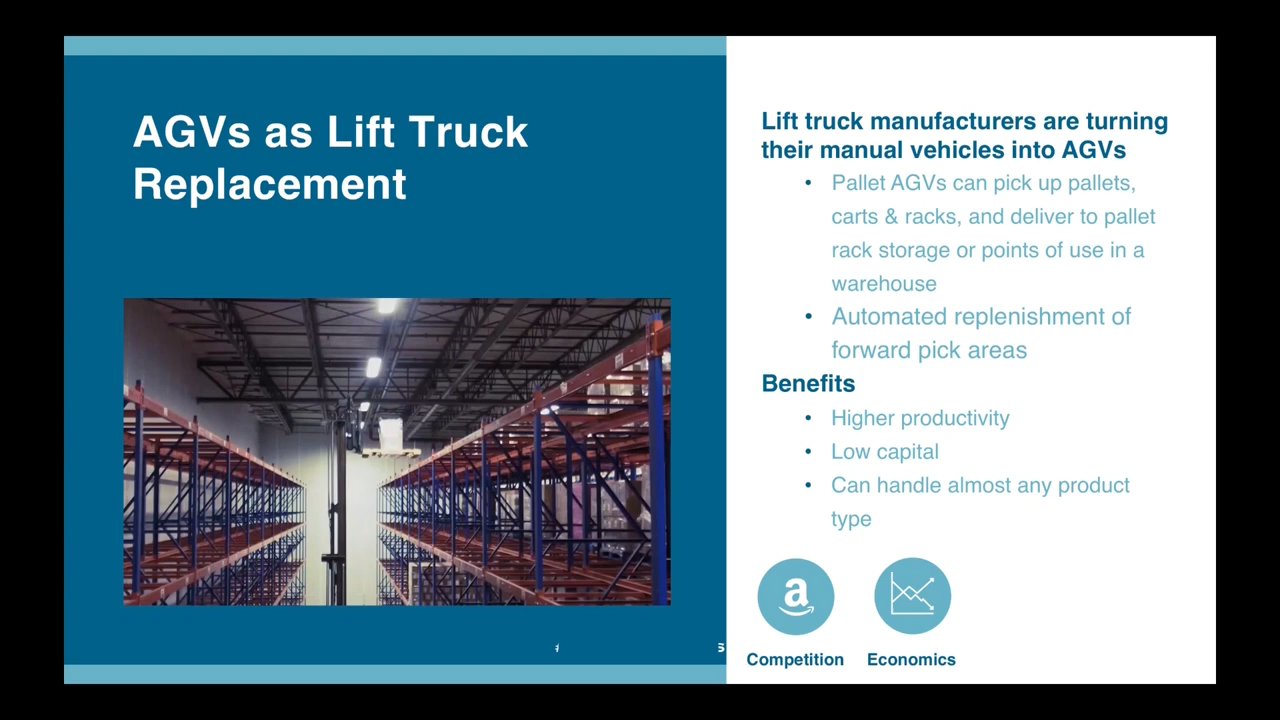 AGVs as Lift Truck
Replacement
Lift truck manufacturers are turning
their manual vehicles into AGVs
• Pallet AGVs can pick up pallets,
carts & racks, and deliver to pallet
rack storage or points of use in a
warehouse
• Automated replenishment of
forward pick areas
Benefits
• Higher productivity
• Low capital
• Can handle almost any product
type
a
Competition
Economics